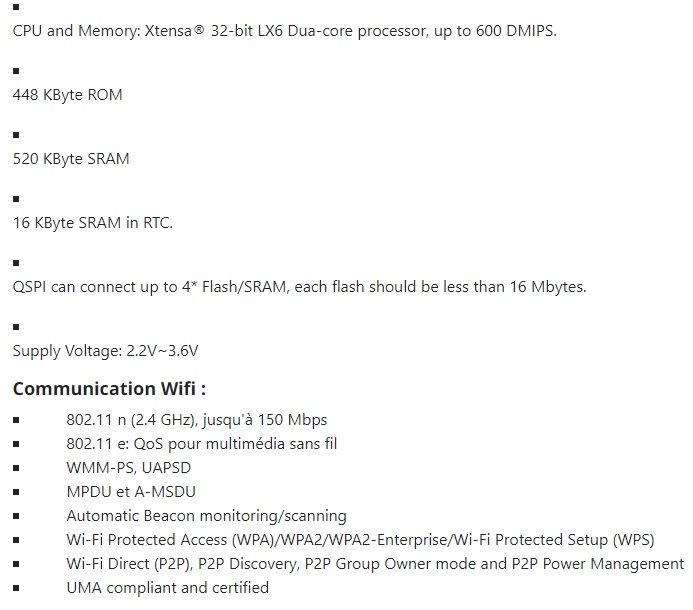 CPU and Memory: Xtensa® 32-bit LX6 Dua-core processor, up to 600 DMIPS.
448 KByte ROM
520 KByte SRAM
16 KByte SRAM in RTC.
QSPI can connect up to 4* Flash/SRAM, each flash should be less than 16 Mbytes.
Supply Voltage: 2.2V~3.6V
Communication Wifi :
802.11 n (2.4 GHz), jusqu'à 150 Mbps
802.11 e: QoS pour multimédia sans fil
WMM-PS, UAPSD
MPDU et A-MSDU
Automatic Beacon monitoring/scanning
Wi-Fi Protected Access (WPA)/WPA2/WPA2-Enterprise/Wi-Fi Protected Setup (WPS)
Wi-Fi Direct (P2P), P2P Discovery, P2P Group Owner mode and P2P Power Management
UMA compliant and certified